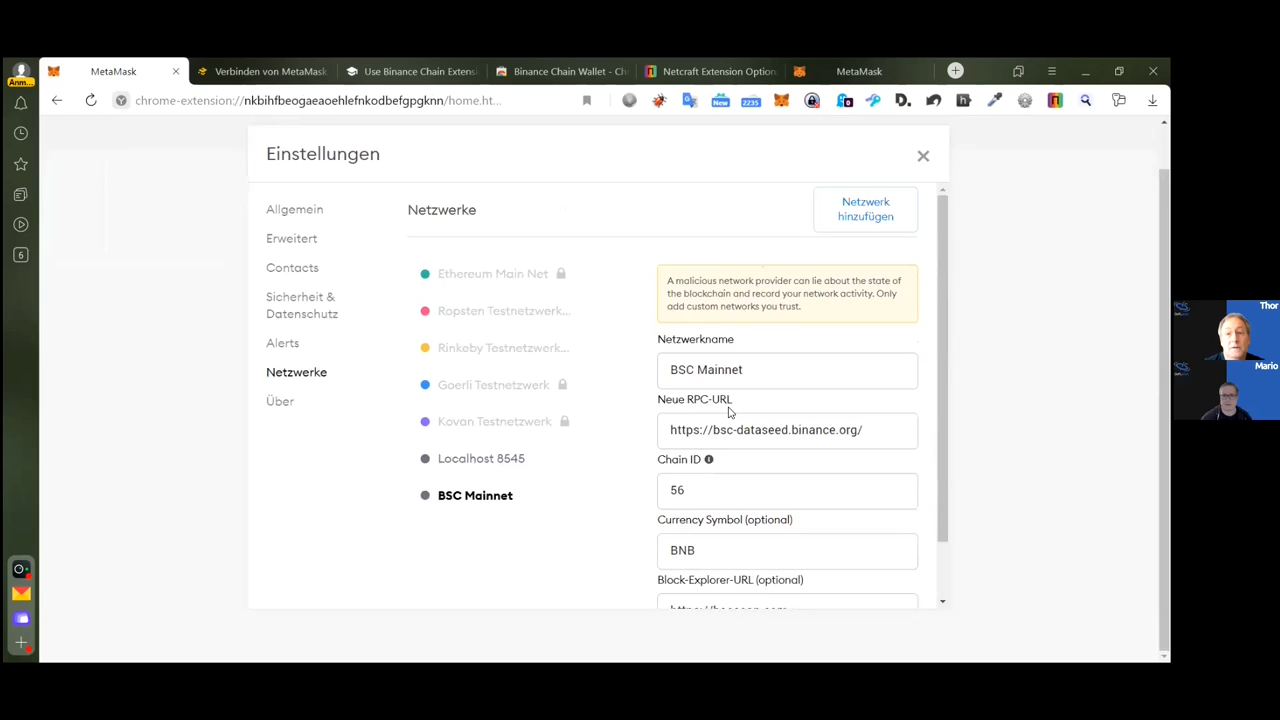 MetaMask
Verbinden von MetaMask
Use Binance Chain Extensi
Binance Chain Wallet - Ch
Netcraft Extension Option
MetaMask
Anm...
chrome-extension://nkbihfbeogaeaoehlefnkodbefgpgknn/home.ht...
New
2235
Einstellungen
Allgemein
Erweitert
Contacts
Sicherheit &
Datenschutz
Alerts
Netzwerke
Über
Netzwerke
Netzwerk
hinzufügen
Ethereum Main Net
Ropsten Testnetzwerk...
Rinkeby Testnetzwerk...
Goerli Testnetzwerk
Kovan Testnetzwerk
Localhost 8545
BSC Mainnet
A malicious network provider can lie about the state of
the blockchain and record your network activity. Only
add custom networks you trust.
Netzwerkname
BSC Mainnet
Neue RPC-URL
https://bsc-dataseed.binance.org/
Chain ID
56
Currency Symbol (optional)
BNB
Block-Explorer-URL (optional)
6
Thor
Mario